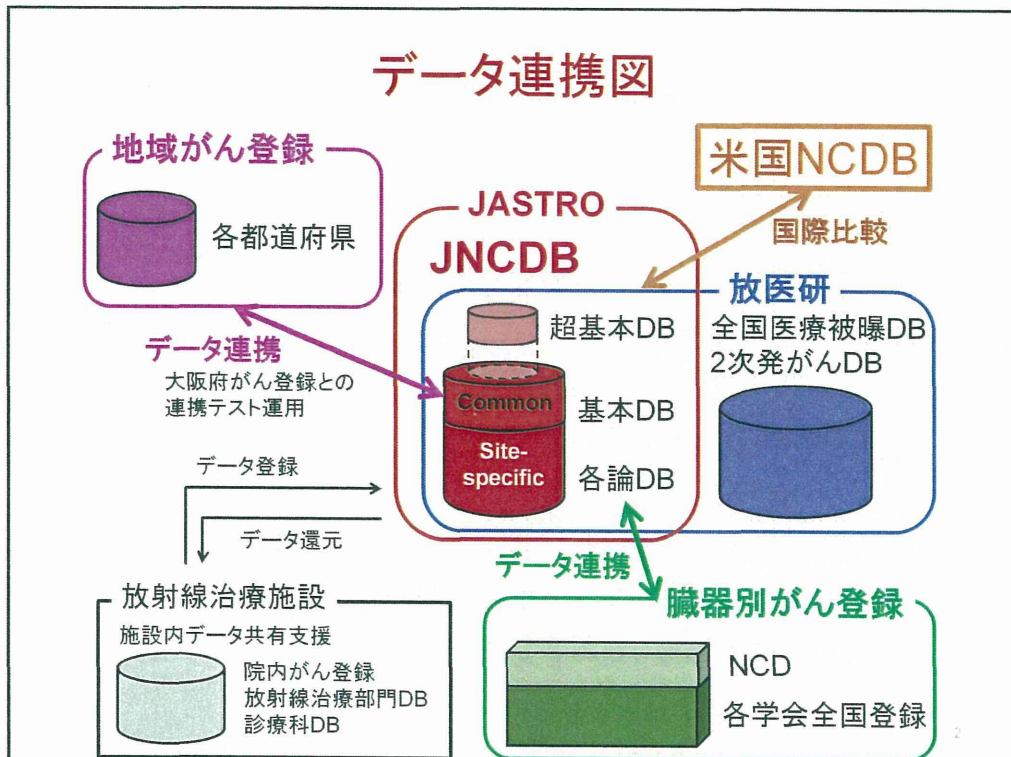 データ連携図
地域がん登録
各都道府県
米国NCDB
国際比較
JASTRO
JNCDB
放医研
超基本DB
全国医療被曝DB
2次発がんDB
データ連携
大阪府がん登録との
連携テスト運用
Common
基本DB
Site-
specific
各論DB
データ登録
データ還元
データ連携
放射線治療施設
施設内データ共有支援
院内がん登録
放射線治療部門DB
診療科DB
臓器別がん登録
NCD
各学会全国登録
2